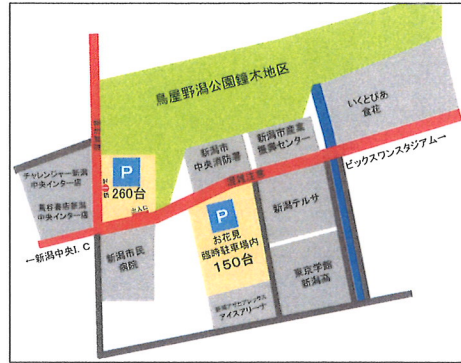 鳥屋野潟公園鐘木地区
いくとぴあ
食花
新潟市
中央消防署
新潟市産業
振興センター
ビックスワンスタジアム→
チャレンジャー新潟
中央インター店
蔦谷書店新潟
中央インター店
P
260台
出入口
P
お花見
臨時駐車場内
150台
新潟テルサ
←新潟中央I.C
新潟市民
病院
東京学館
新潟高
アイスアリーナ